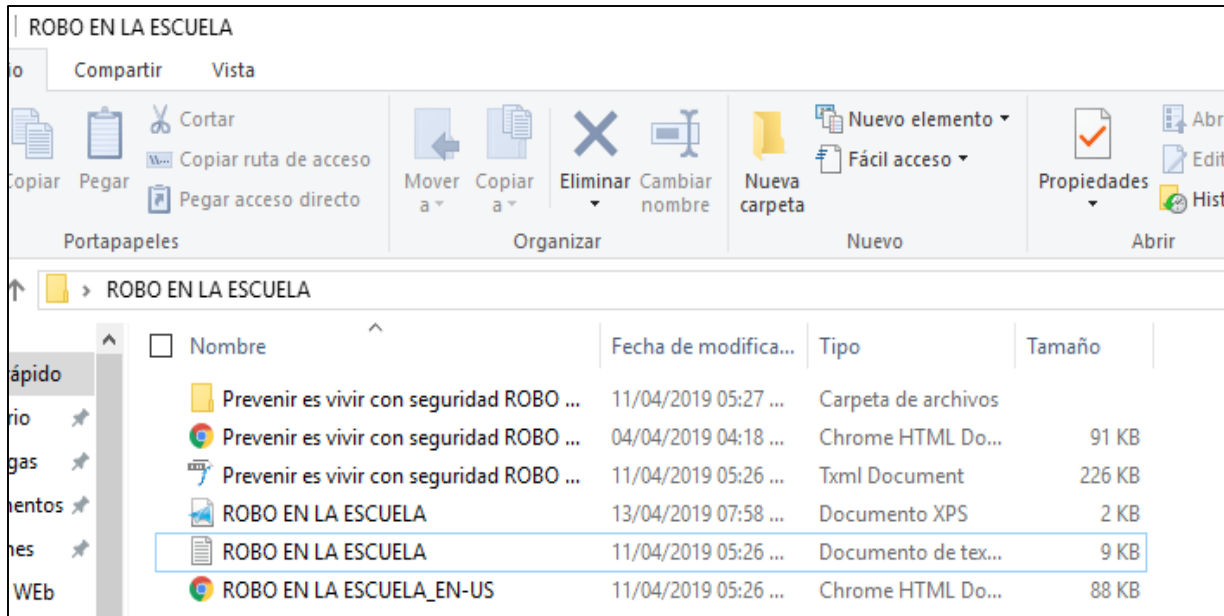 ROBO EN LA ESCUELA
io Compartir Vista
Cortar
Copiar ruta de acceso
Pegar acceso directo
Copiar Pegar
Portapapeles
Mover a Copiar a Eliminar Cambiar nombre
Organizar
Nueva carpeta
Nuevo elemento
Fácil acceso
Nuevo
Propiedades
Abr
Edit
Hist
Abrir
ROBO EN LA ESCUELA
Nombre Fecha de modifica... Tipo Tamaño
Prevenir es vivir con seguridad ROBO ... 11/04/2019 05:27 ... Carpeta de archivos
Prevenir es vivir con seguridad ROBO ... 04/04/2019 04:18 ... Chrome HTML Do... 91 KB
Prevenir es vivir con seguridad ROBO ... 11/04/2019 05:26 ... Txml Document 226 KB
ROBO EN LA ESCUELA 13/04/2019 07:58 ... Documento XPS 2 KB
ROBO EN LA ESCUELA 11/04/2019 05:26 ... Documento de tex... 9 KB
ROBO EN LA ESCUELA_EN-US 11/04/2019 05:26 ... Chrome HTML Do... 88 KB
rápido
rio
gas
mentos
nes
WEb